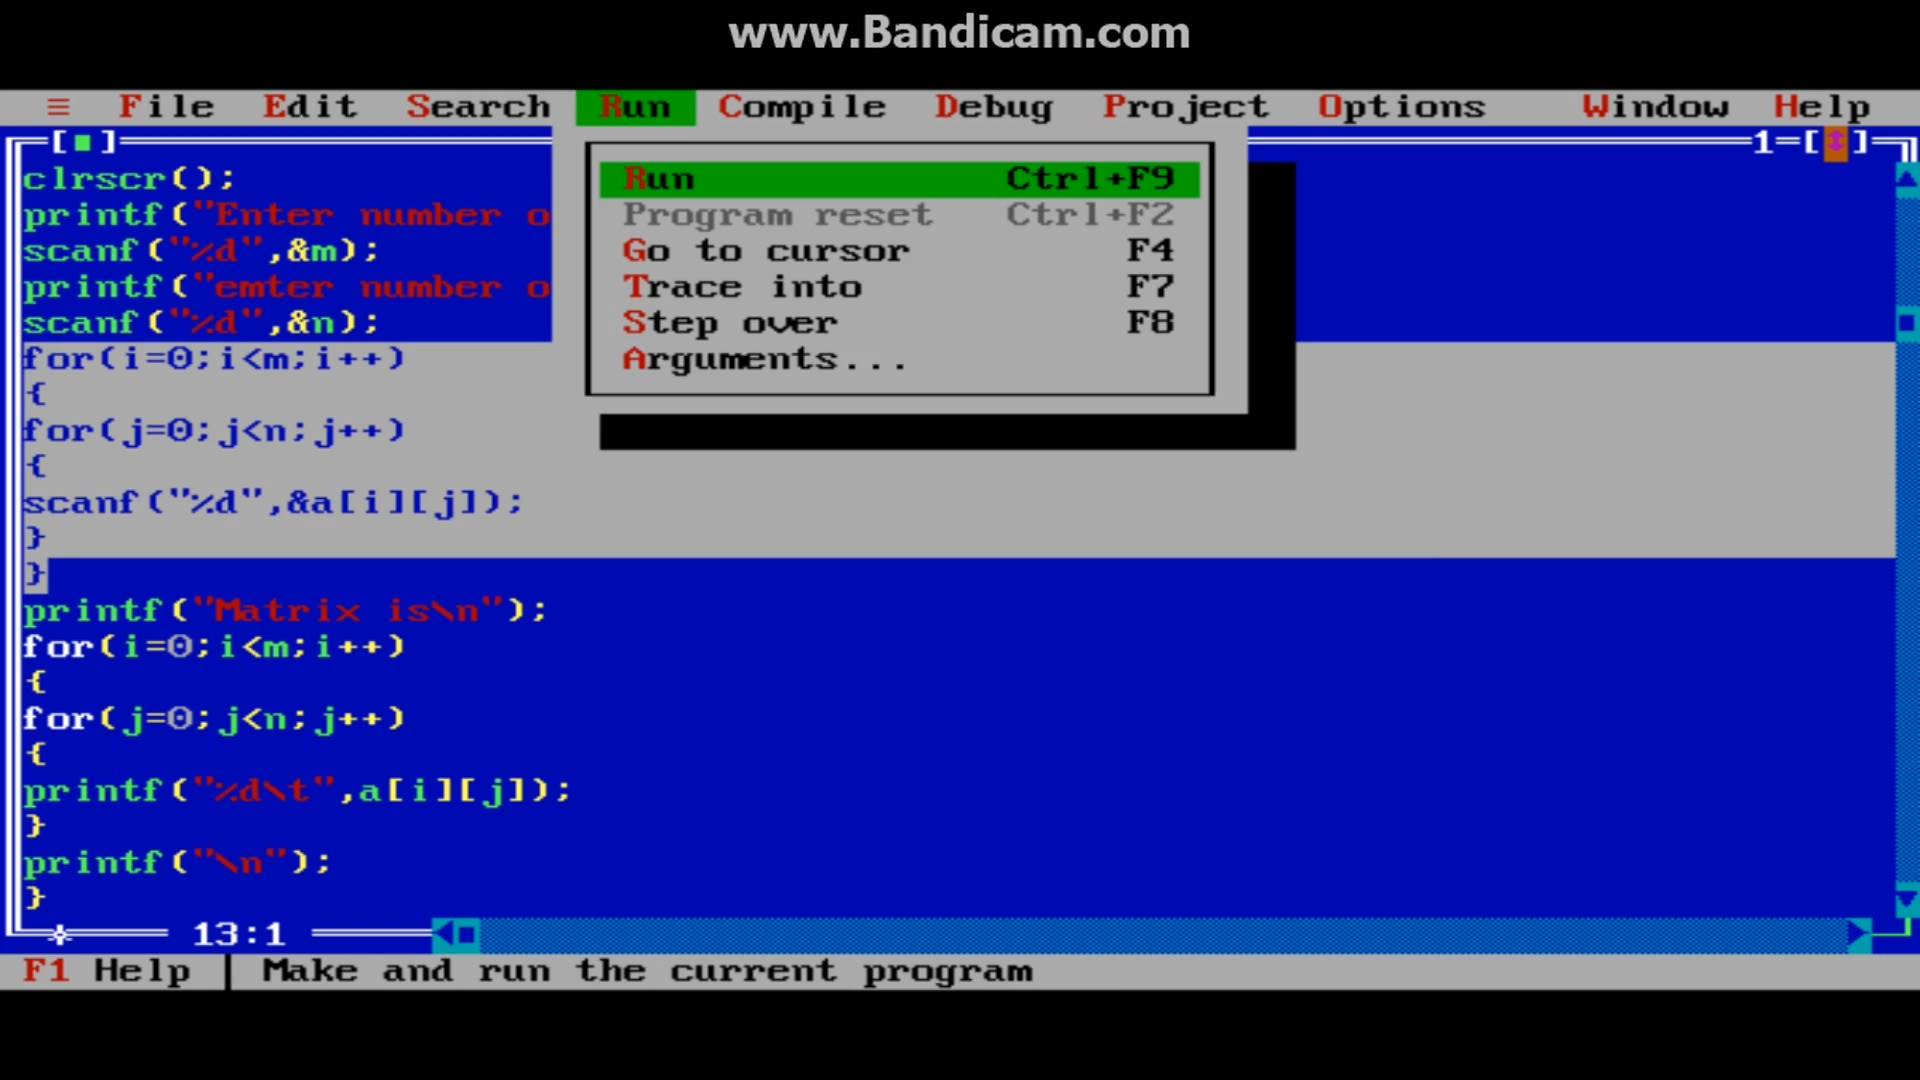 www.Bandicam.com
≡ File Edit Search Run Compile Debug Project Options Window Help
[■] 1=[↕]
Run Ctrl+F9
Program reset Ctrl+F2
Go to cursor F4
Trace into F7
Step over F8
Arguments...
clrscr();
printf("Enter number o
scanf("%d",&m);
printf("emter number o
scanf("%d",&n);
for(i=0;i<m;i++)
{
for(j=0;j<n;j++)
{
scanf("%d",&a[i][j]);
}
}
printf("Matrix is\n");
for(i=0;i<m;i++)
{
for(j=0;j<n;j++)
{
printf("%d\t",a[i][j]);
}
printf("\n");
}
13:1
F1 Help | Make and run the current program